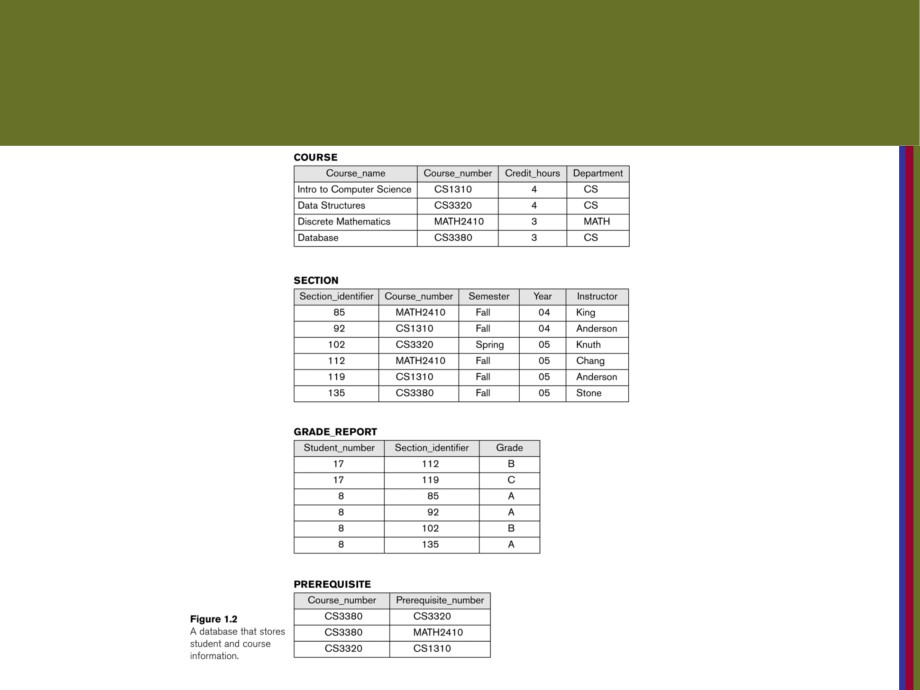 COURSE
Course_name Course_number Credit_hours Department
Intro to Computer Science CS1310 4 CS
Data Structures CS3320 4 CS
Discrete Mathematics MATH2410 3 MATH
Database CS3380 3 CS
SECTION
Section_identifier Course_number Semester Year Instructor
85 MATH2410 Fall 04 King
92 CS1310 Fall 04 Anderson
102 CS3320 Spring 05 Knuth
112 MATH2410 Fall 05 Chang
119 CS1310 Fall 05 Anderson
135 CS3380 Fall 05 Stone
GRADE_REPORT
Student_number Section_identifier Grade
17 112 B
17 119 C
8 85 A
8 92 A
8 102 B
8 135 A
PREREQUISITE
Course_number Prerequisite_number
CS3380 CS3320
CS3380 MATH2410
CS3320 CS1310
Figure 1.2
A database that stores
student and course
information.